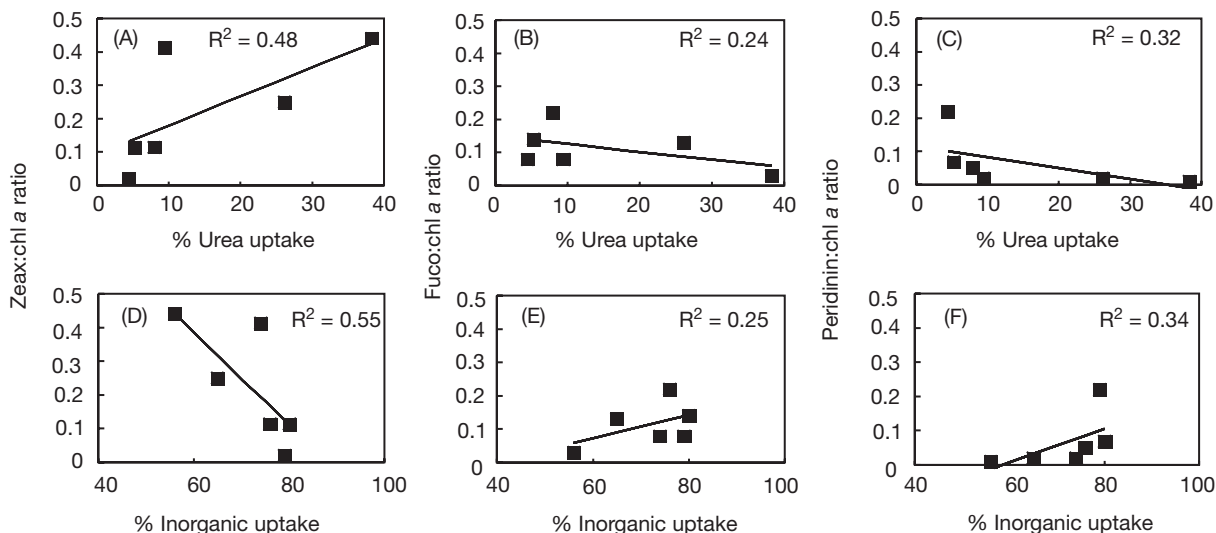 Zeax:chl a ratio
(A)
R² = 0.48
0.5
0.4
0.3
0.2
0.1
0
0 10 20 30 40
% Urea uptake
Fuco:chl a ratio
(B)
R² = 0.24
0.5
0.4
0.3
0.2
0.1
0
0 10 20 30 40
% Urea uptake
Peridinin:chl a ratio
(C)
R² = 0.32
0.5
0.4
0.3
0.2
0.1
0
0 10 20 30 40
% Urea uptake
(D)
R² = 0.55
0.5
0.4
0.3
0.2
0.1
0
40 60 80 100
% Inorganic uptake
(E)
R² = 0.25
0.5
0.4
0.3
0.2
0.1
0
40 60 80 100
% Inorganic uptake
(F)
R² = 0.34
0.5
0.4
0.3
0.2
0.1
0
40 60 80 100
% Inorganic uptake